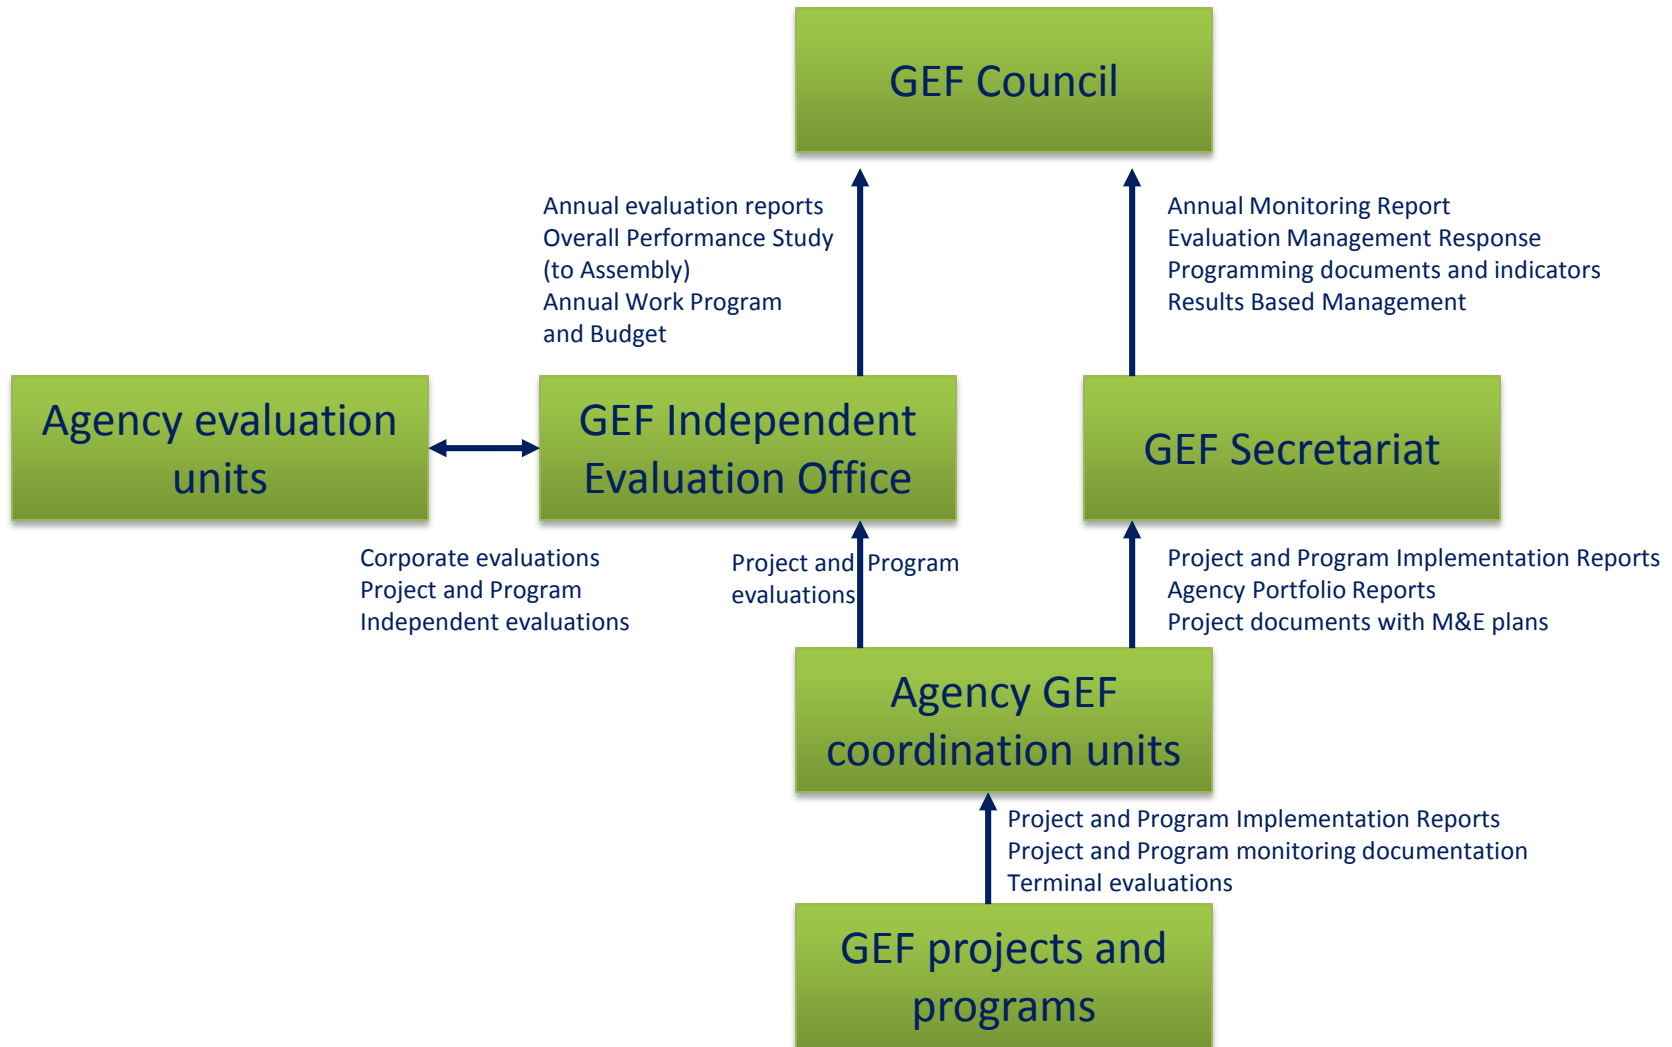 GEF Council
Annual evaluation reports
Overall Performance Study
(to Assembly)
Annual Work Program
and Budget
Annual Monitoring Report
Evaluation Management Response
Programming documents and indicators
Results Based Management
Agency evaluation
units
GEF Independent
Evaluation Office
GEF Secretariat
Corporate evaluations
Project and Program
Independent evaluations
Project and Program
evaluations
Project and Program Implementation Reports
Agency Portfolio Reports
Project documents with M&E plans
Agency GEF
coordination units
Project and Program Implementation Reports
Project and Program monitoring documentation
Terminal evaluations
GEF projects and
programs